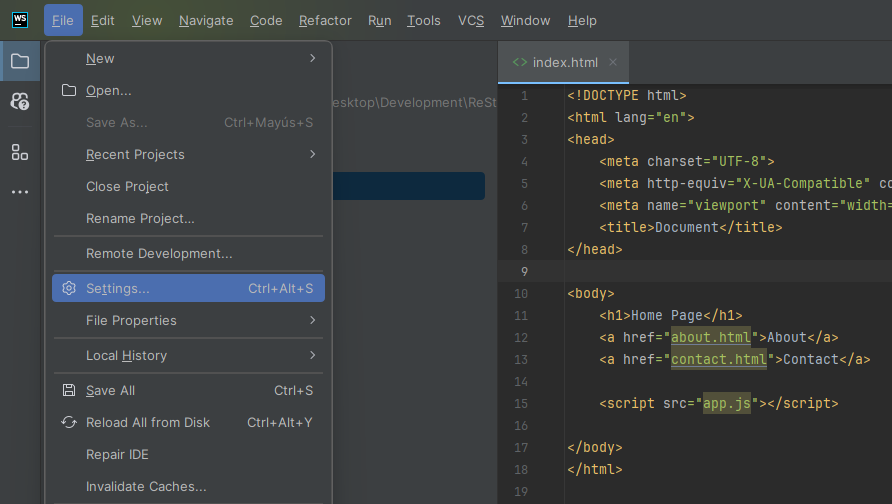 WS File Edit View Navigate Code Refactor Run Tools VCS Window Help
New
Open...
Save As... Ctrl+Mayús+S
Recent Projects
Close Project
Rename Project...
Remote Development...
Settings... Ctrl+Alt+S
File Properties
Local History
Save All Ctrl+S
Reload All from Disk Ctrl+Alt+Y
Repair IDE
Invalidate Caches...
esktop\Development\ReSt
<> index.html ×
1 <!DOCTYPE html>
2 <html lang="en">
3 <head>
4 <meta charset="UTF-8">
5 <meta http-equiv="X-UA-Compatible" co
6 <meta name="viewport" content="width=
7 <title>Document</title>
8 </head>
9
10 <body>
11 <h1>Home Page</h1>
12 <a href="about.html">About</a>
13 <a href="contact.html">Contact</a>
14
15 <script src="app.js"></script>
16
17 </body>
18 </html>
19